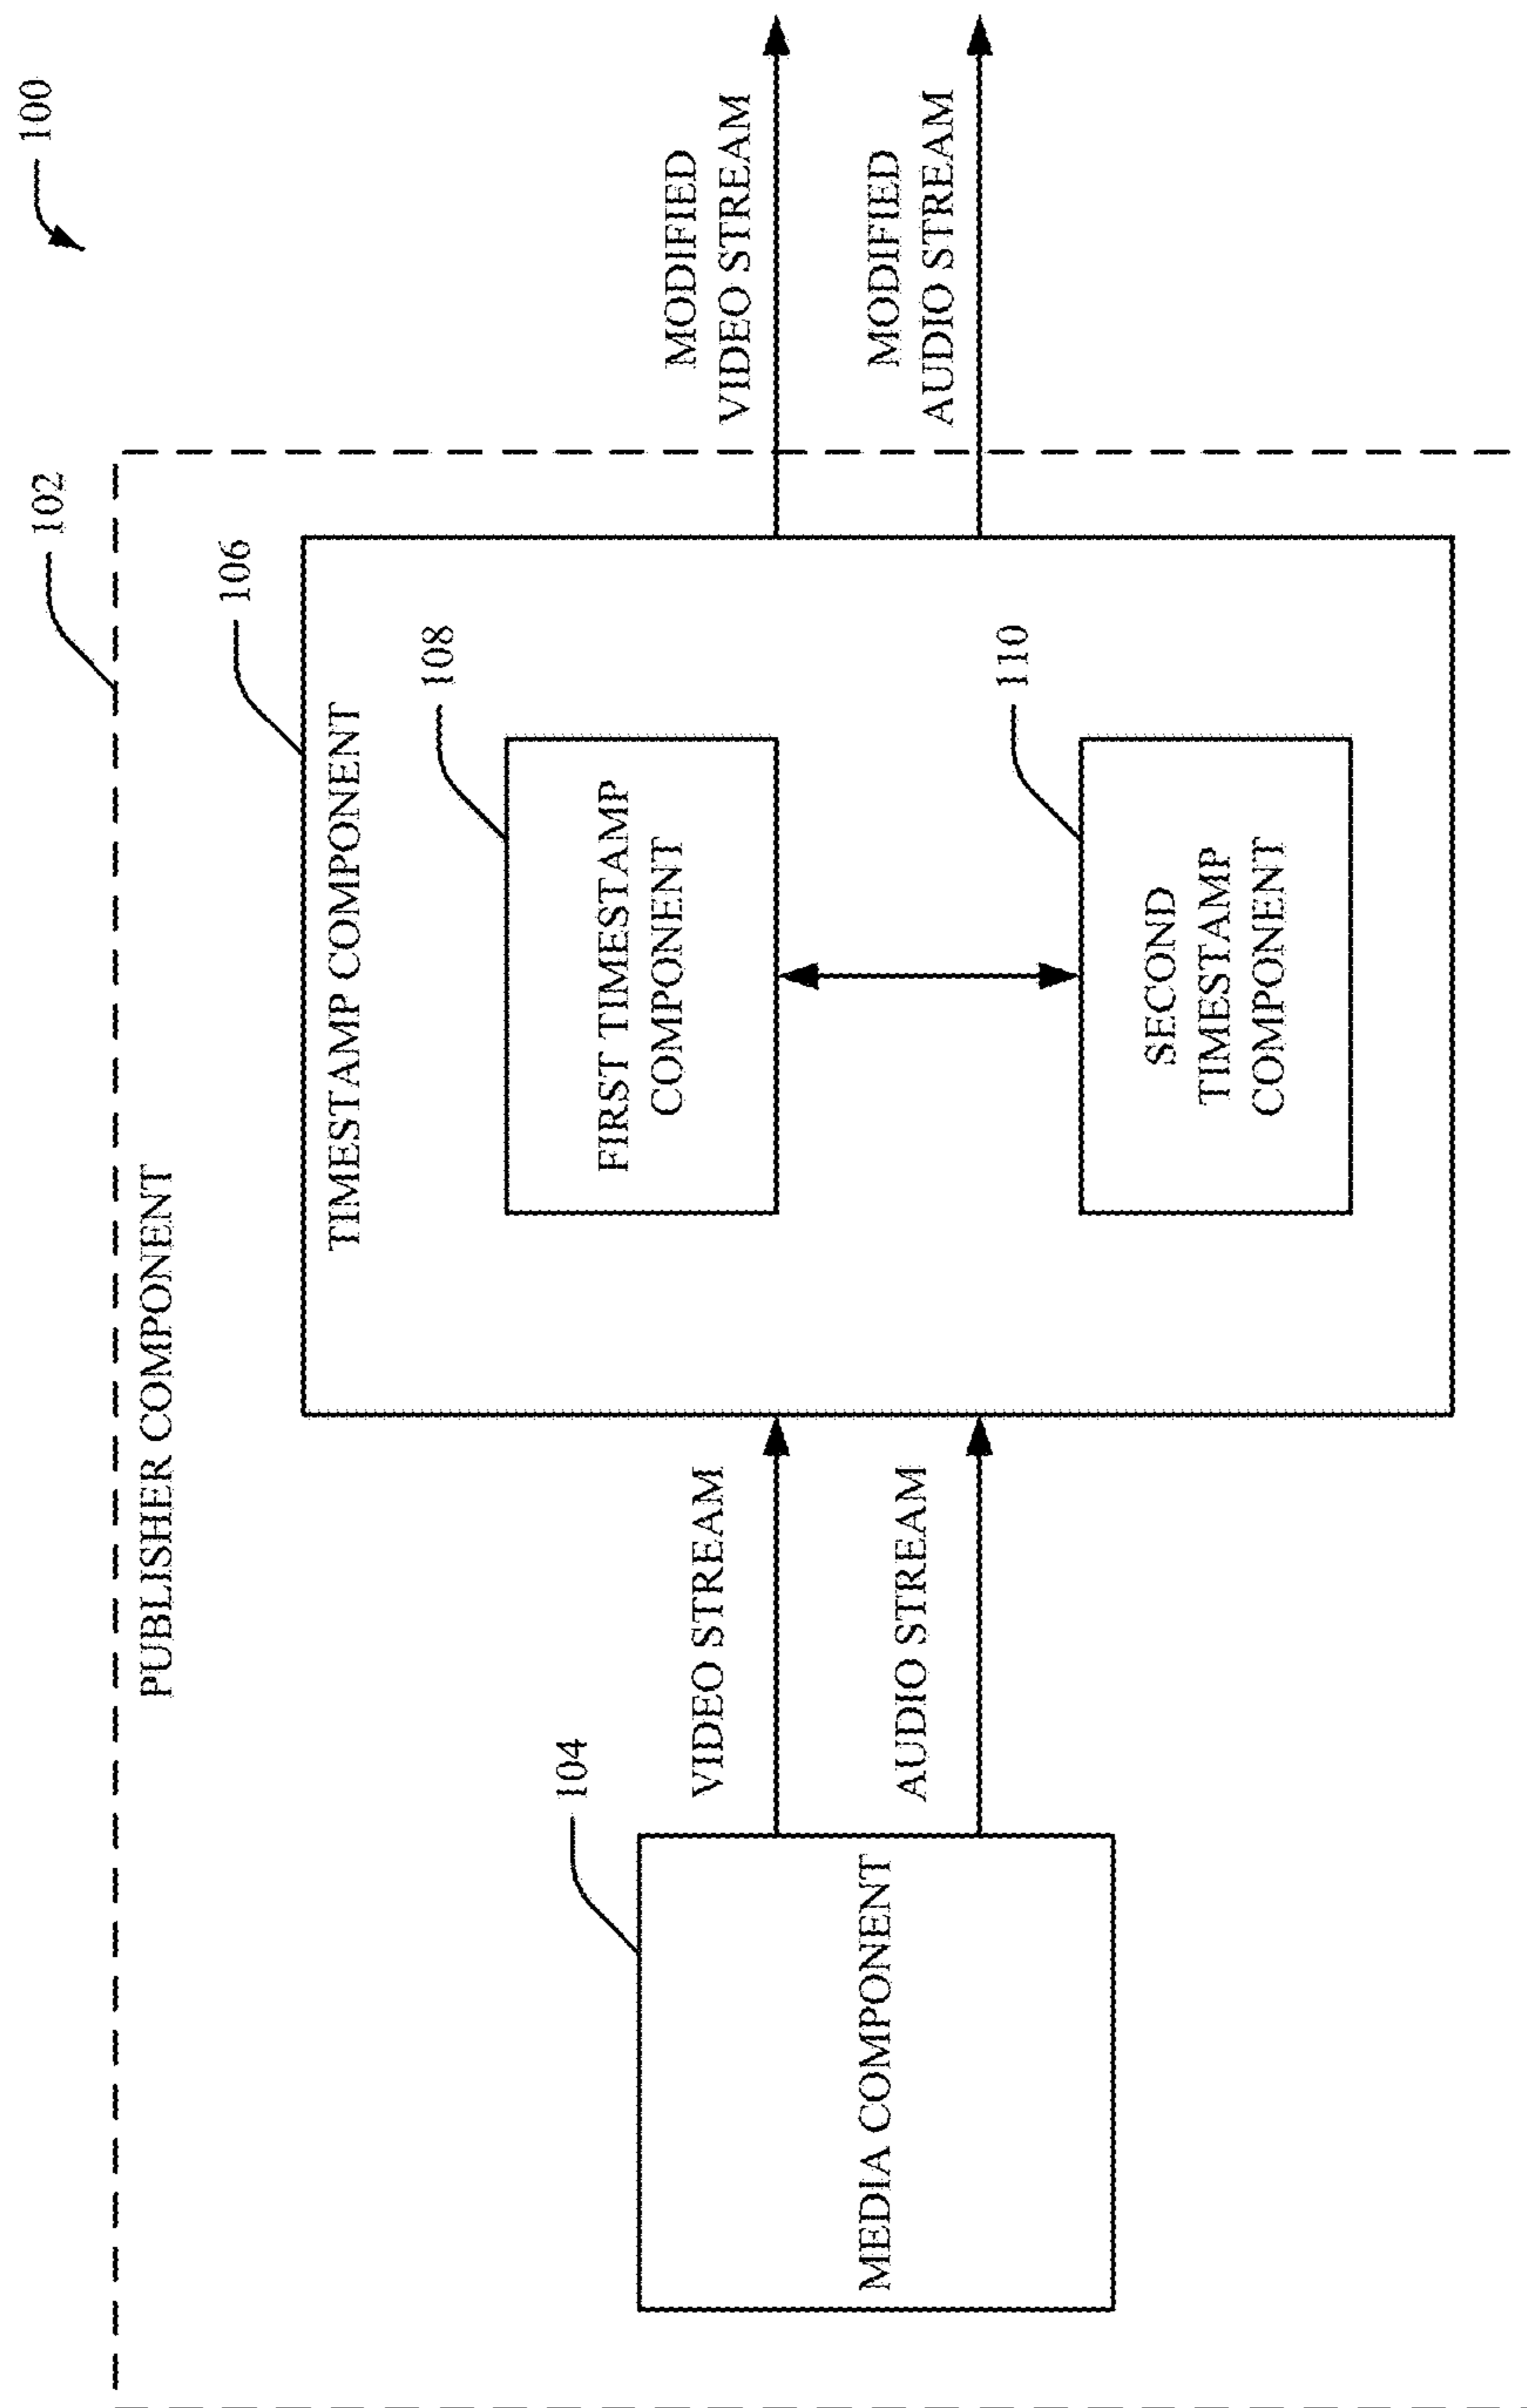 100
102
PUBLISHER COMPONENT
106
TIMESTAMP COMPONENT
108
FIRST TIMESTAMP
COMPONENT
110
SECOND
TIMESTAMP
COMPONENT
104
MEDIA COMPONENT
VIDEO STREAM
AUDIO STREAM
MODIFIED
VIDEO STREAM
MODIFIED
AUDIO STREAM